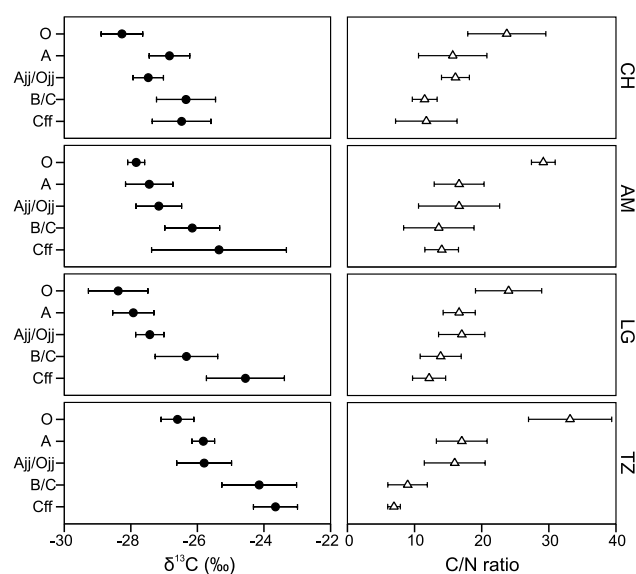 O
A
Ajj/Ojj
B/C
Cff
CH
O
A
Ajj/Ojj
B/C
Cff
AM
O
A
Ajj/Ojj
B/C
Cff
LG
O
A
Ajj/Ojj
B/C
Cff
TZ
-30 -28 -26 -24 -22 0 10 20 30 40
δ¹³C (‰) C/N ratio